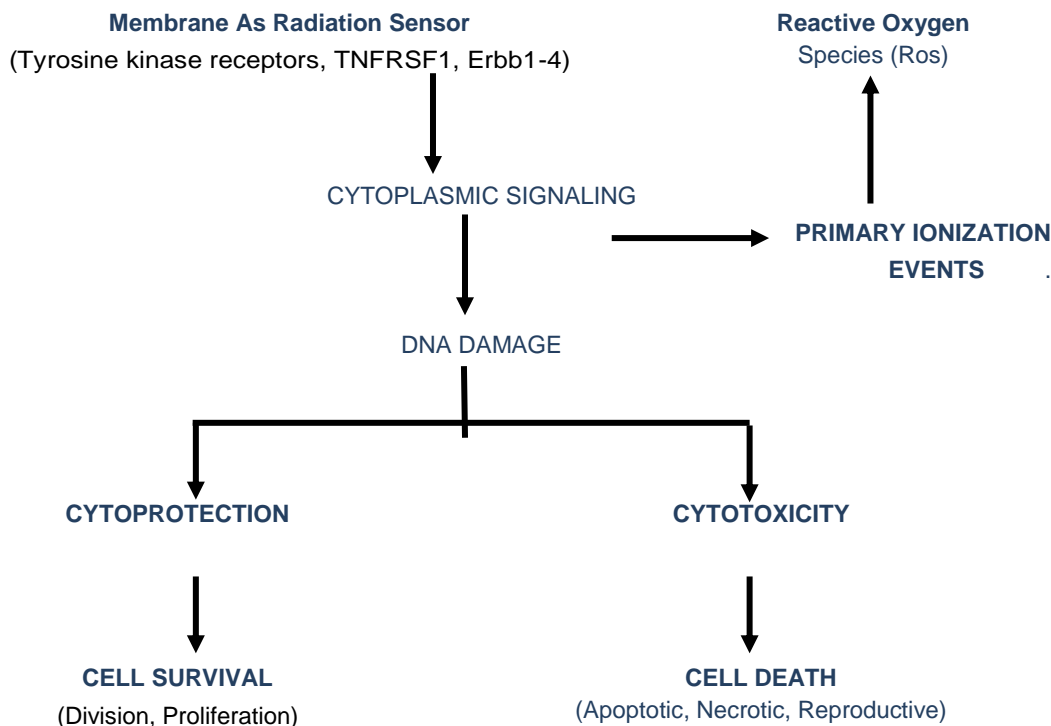 Membrane As Radiation Sensor
(Tyrosine kinase receptors, TNFRSF1, Erbb1-4)
Reactive Oxygen
Species (Ros)
CYTOPLASMIC SIGNALING
PRIMARY IONIZATION
EVENTS .
DNA DAMAGE
CYTOPROTECTION
CYTOTOXICITY
CELL SURVIVAL
(Division, Proliferation)
CELL DEATH
(Apoptotic, Necrotic, Reproductive)